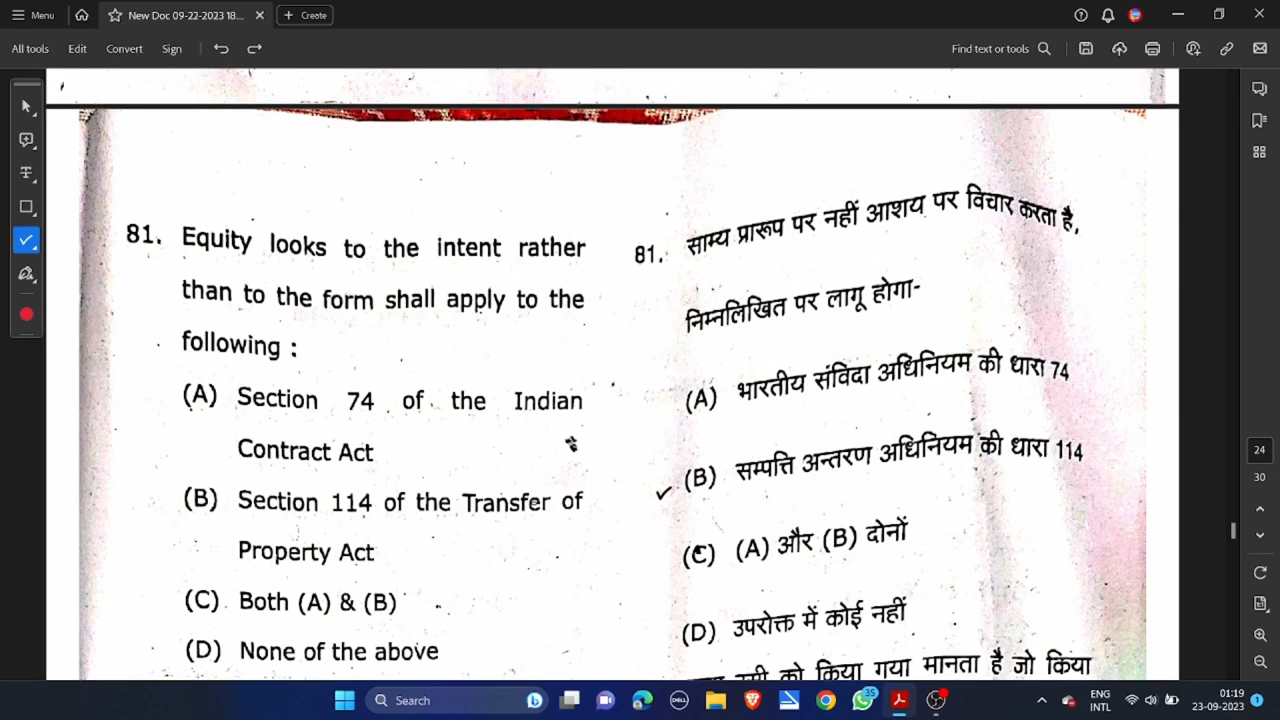 Menu
New Doc 09-22-2023 18...
Create
All tools Edit Convert Sign
Find text or tools
81. Equity looks to the intent rather
than to the form shall apply to the
following :
(A) Section 74 of the Indian
Contract Act
(B) Section 114 of the Transfer of
Property Act
(C) Both (A) & (B)
(D) None of the above
81. साम्य प्रारूप पर नहीं आशय पर विचार करता है,
निम्नलिखित पर लागू होगा-
(A) भारतीय संविदा अधिनियम की धारा 74
(B) सम्पत्ति अन्तरण अधिनियम की धारा 114
(C) (A) और (B) दोनों
(D) उपरोक्त में कोई नहीं
को किया गया मानता है जो किया
24
30
Search
DELL
35
ENG
INTL
01:19
23-09-2023